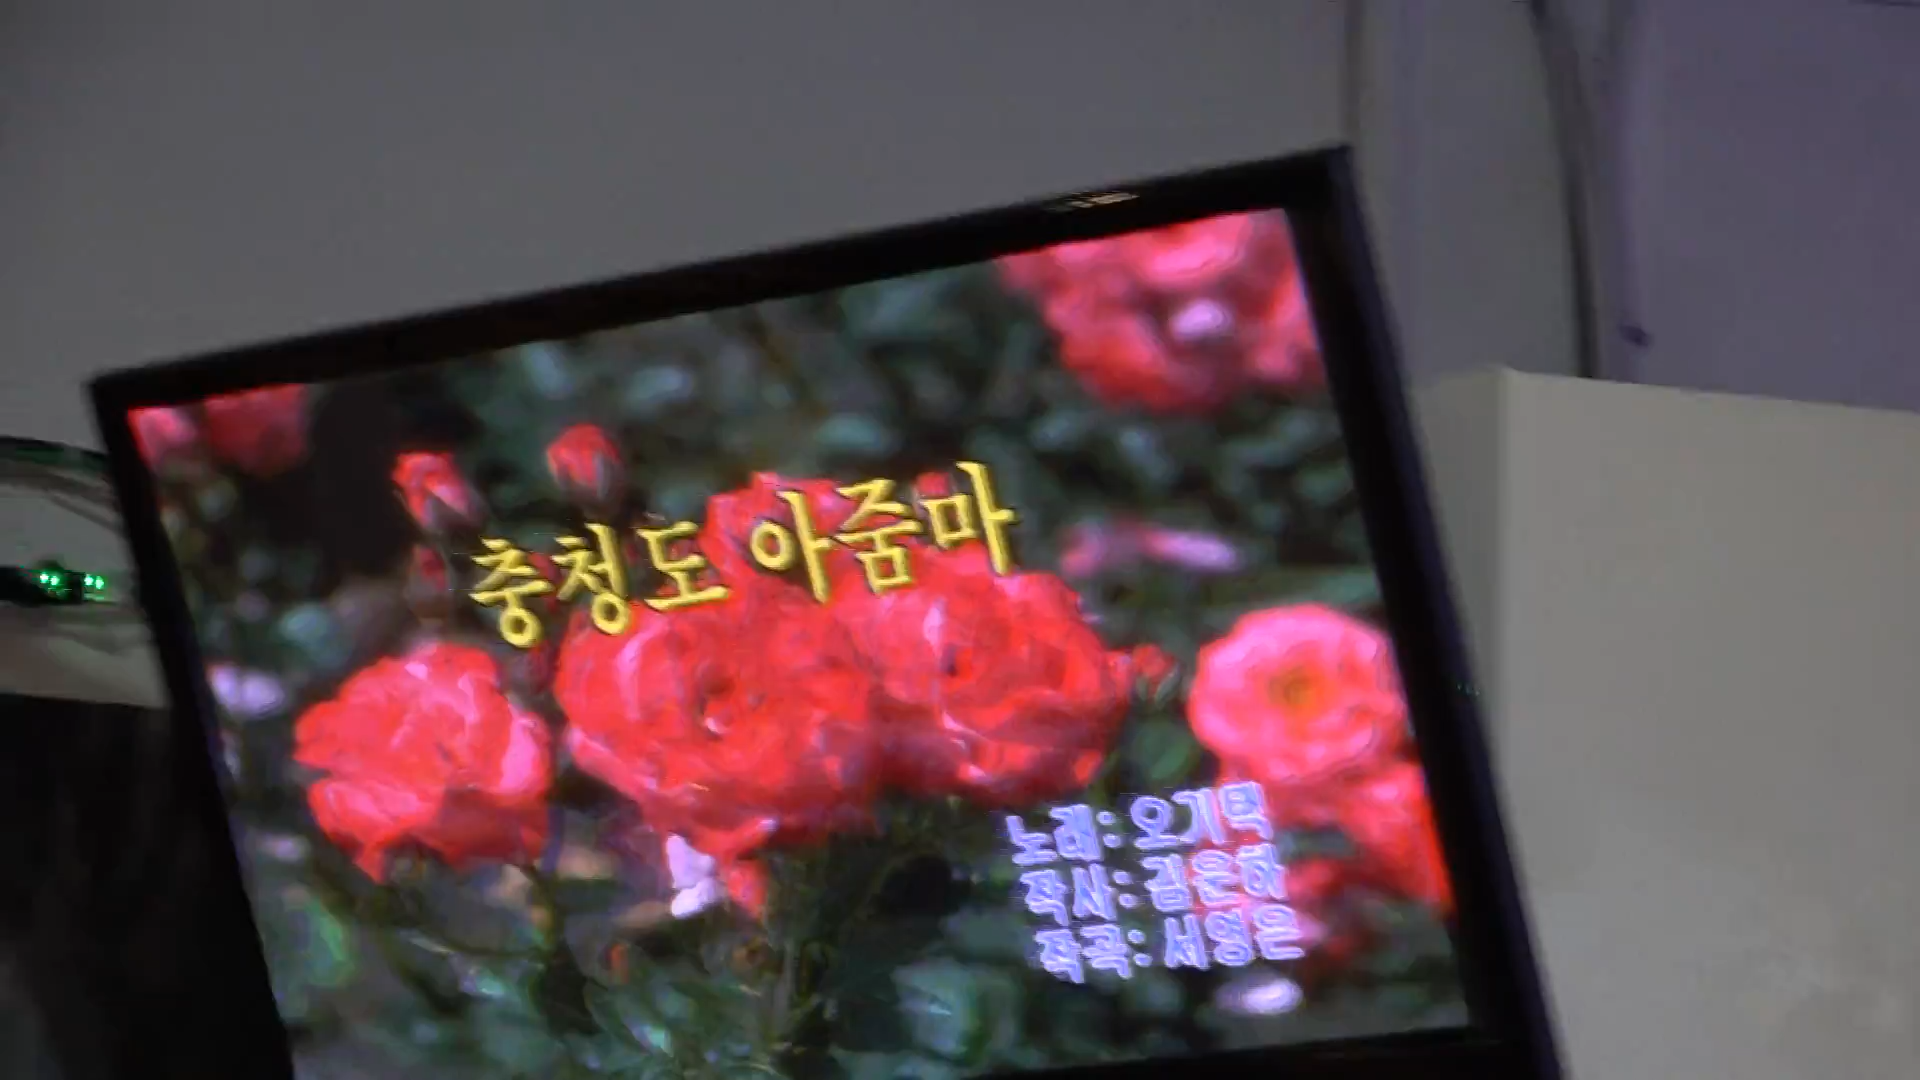 충청도 아줌마
노래: 오기택
작사: 김운하
작곡: 서영은